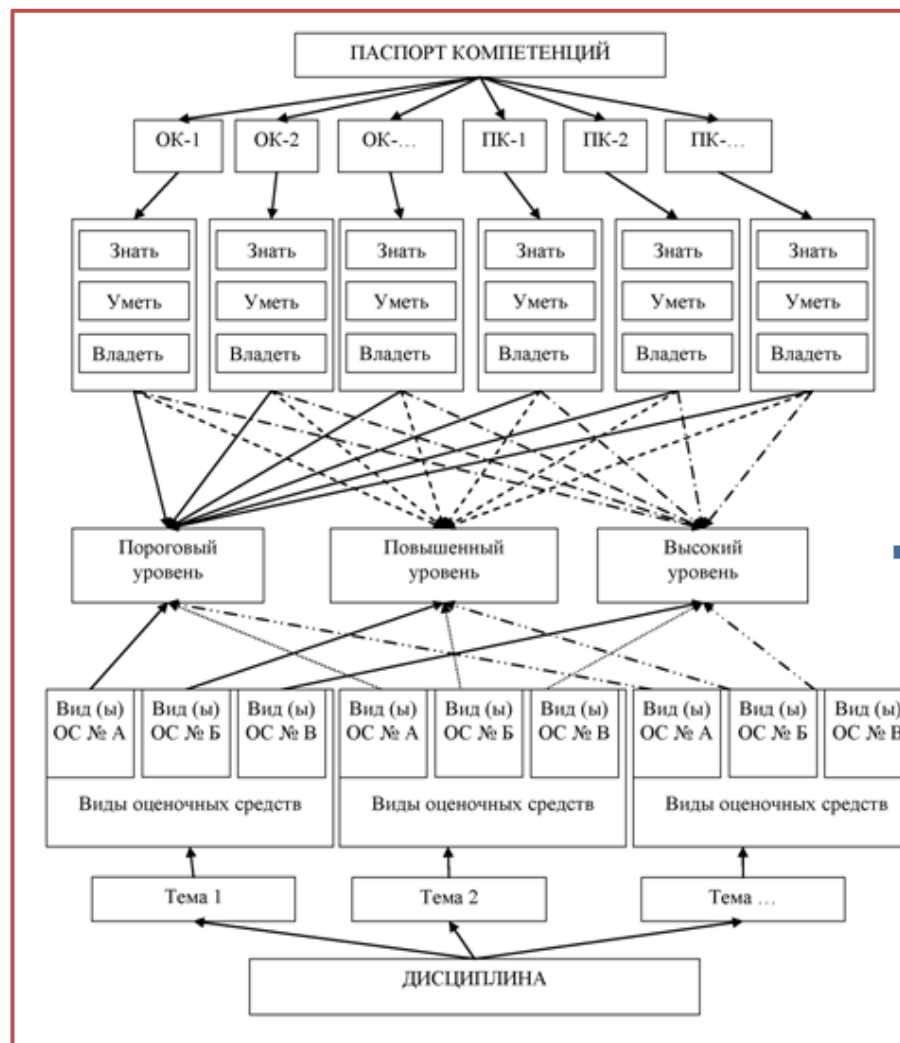 ПАСПОРТ КОМПЕТЕНЦИЙ
ОК-1 ОК-2 ОК-… ПК-1 ПК-2 ПК-…
Знать Знать Знать Знать Знать Знать
Уметь Уметь Уметь Уметь Уметь Уметь
Владеть Владеть Владеть Владеть Владеть Владеть
Пороговый Повышенный Высокий
уровень уровень уровень
Вид (ы) Вид (ы) Вид (ы) Вид (ы) Вид (ы) Вид (ы) Вид (ы) Вид (ы) Вид (ы)
ОС № А ОС № Б ОС № В ОС № А ОС № Б ОС № В ОС № А ОС № Б ОС № В
Виды оценочных средств Виды оценочных средств Виды оценочных средств
Тема 1 Тема 2 Тема …
ДИСЦИПЛИНА